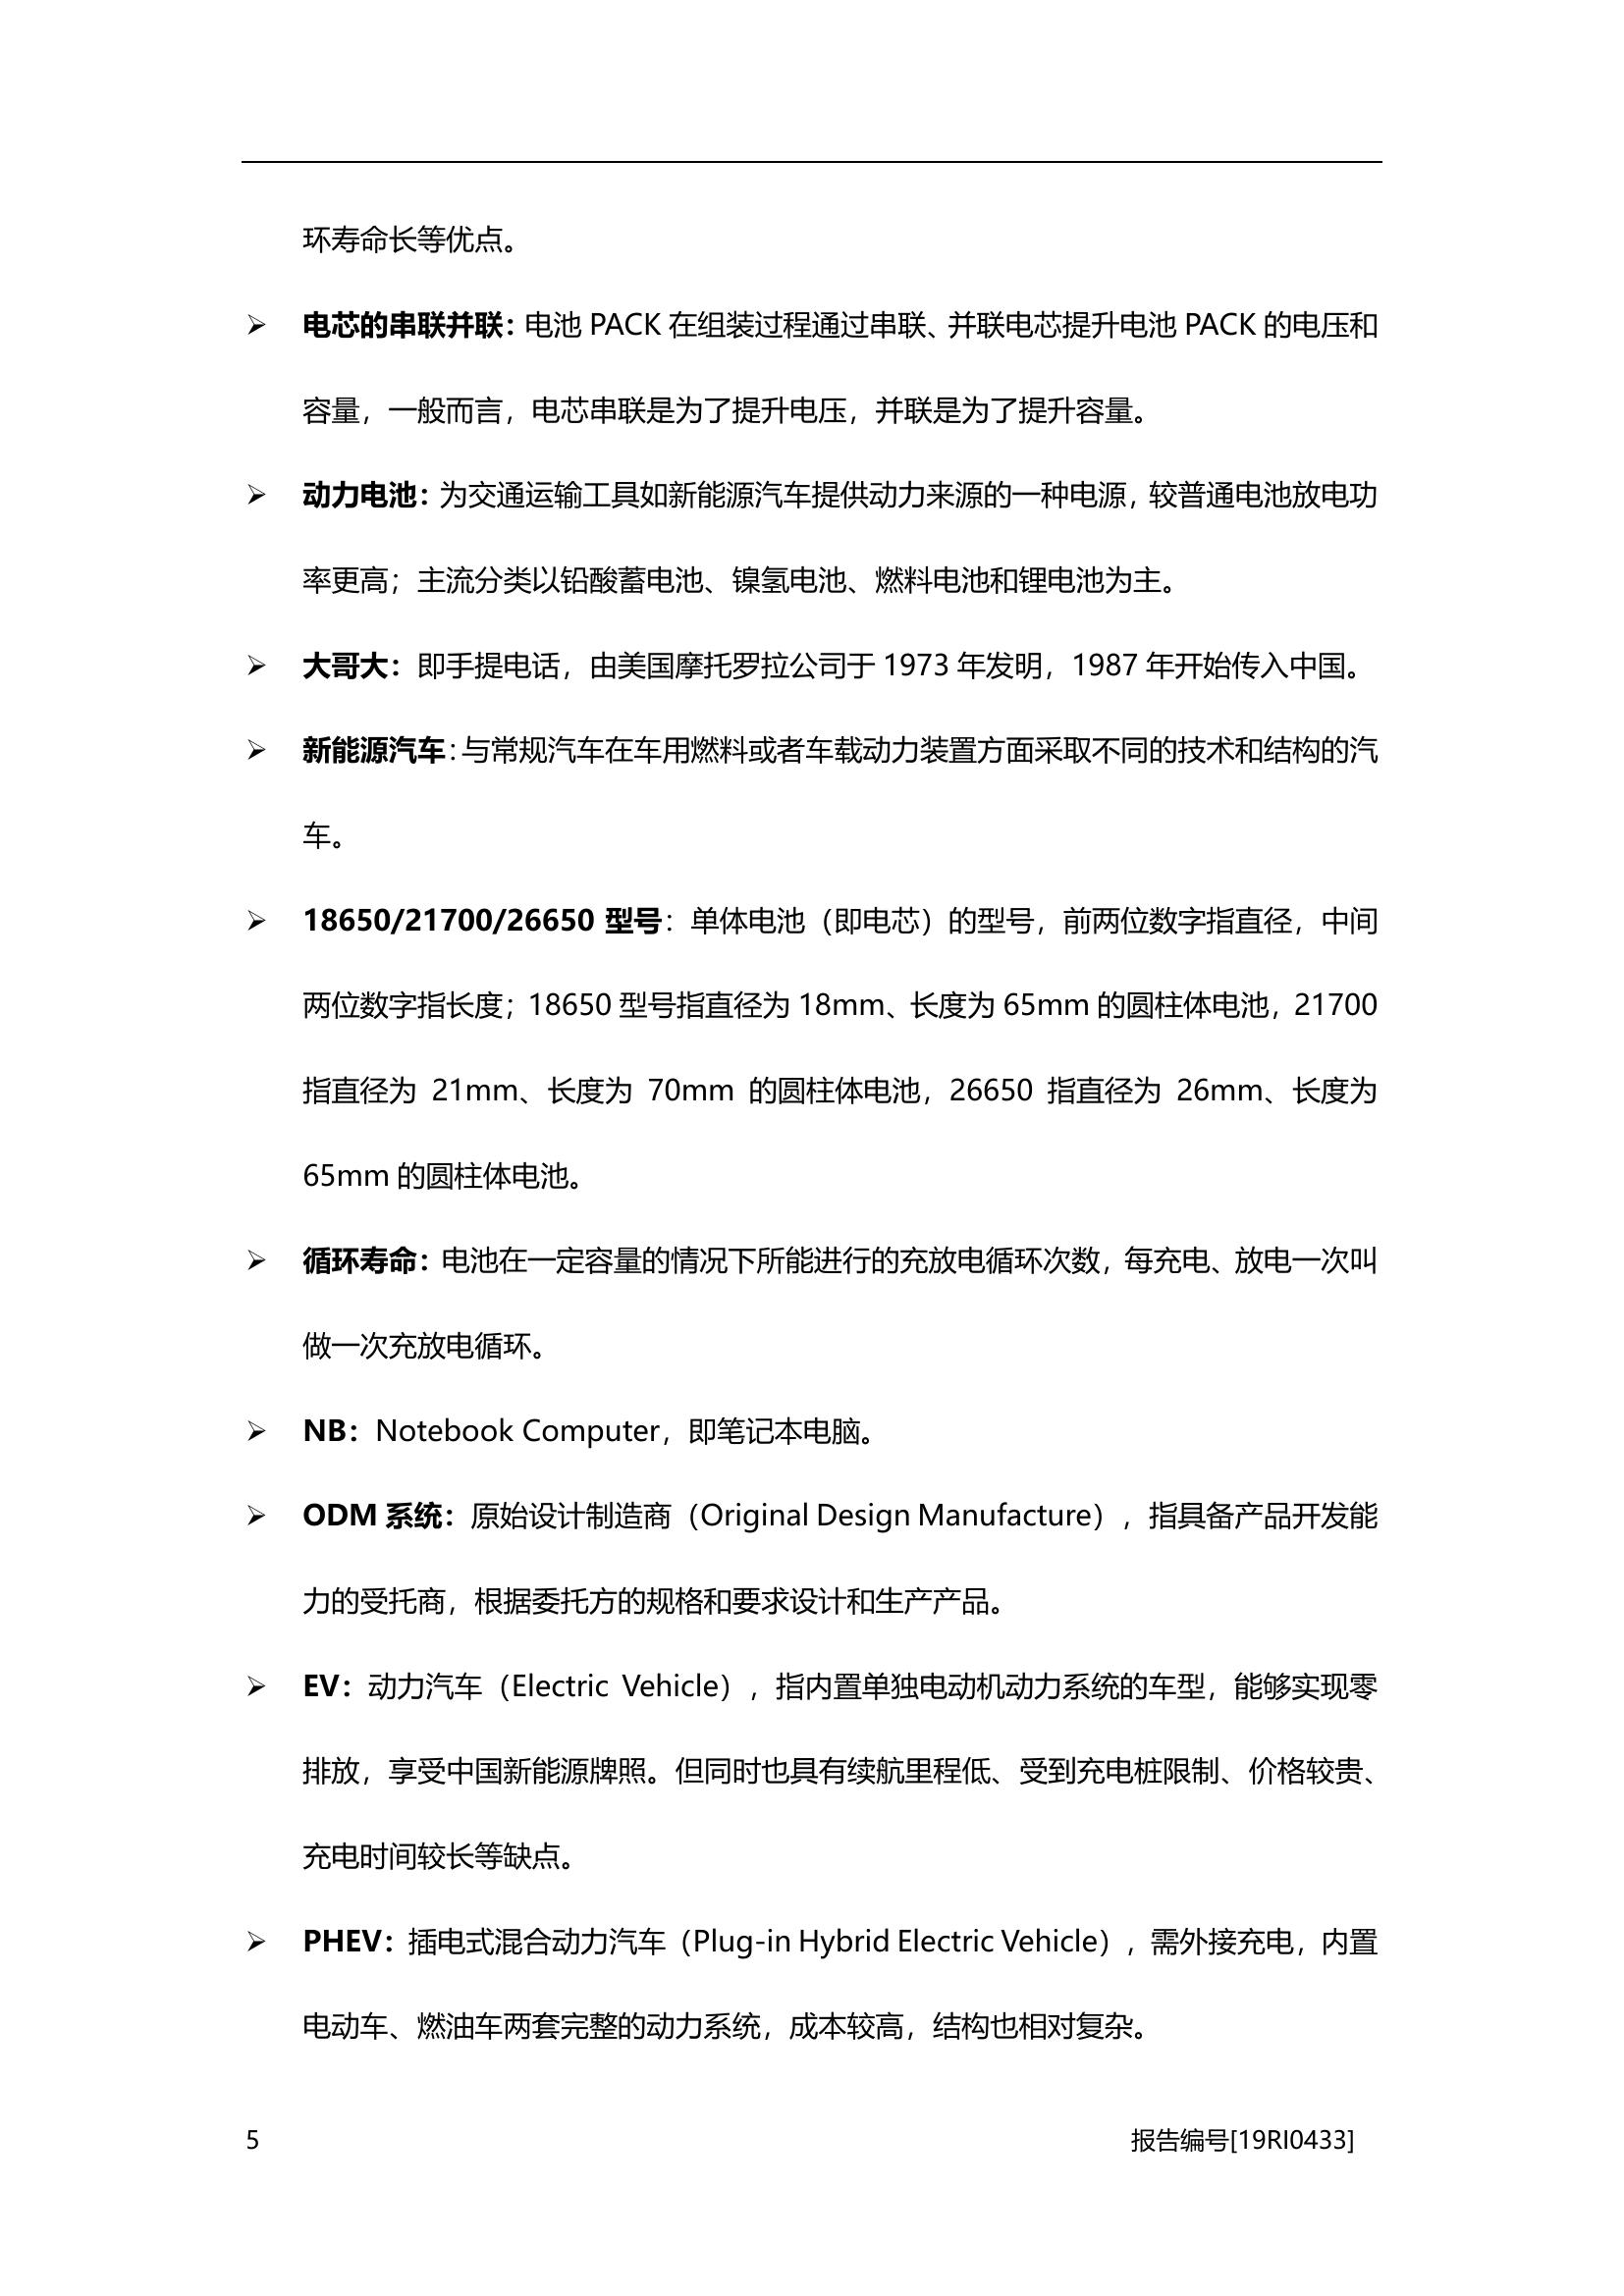 环寿命长等优点。
➢ 电芯的串联并联：电池 PACK 在组装过程通过串联、并联电芯提升电池 PACK 的电压和
容量，一般而言，电芯串联是为了提升电压，并联是为了提升容量。
➢ 动力电池：为交通运输工具如新能源汽车提供动力来源的一种电源，较普通电池放电功
率更高；主流分类以铅酸蓄电池、镍氢电池、燃料电池和锂电池为主。
➢ 大哥大：即手提电话，由美国摩托罗拉公司于 1973 年发明，1987 年开始传入中国。
➢ 新能源汽车：与常规汽车在车用燃料或者车载动力装置方面采取不同的技术和结构的汽
车。
➢ 18650/21700/26650 型号：单体电池（即电芯）的型号，前两位数字指直径，中间
两位数字指长度；18650 型号指直径为 18mm、长度为 65mm 的圆柱体电池，21700
指直径为 21mm、长度为 70mm 的圆柱体电池，26650 指直径为 26mm、长度为
65mm 的圆柱体电池。
➢ 循环寿命：电池在一定容量的情况下所能进行的充放电循环次数，每充电、放电一次叫
做一次充放电循环。
➢ NB：Notebook Computer，即笔记本电脑。
➢ ODM 系统：原始设计制造商（Original Design Manufacture），指具备产品开发能
力的受托商，根据委托方的规格和要求设计和生产产品。
➢ EV：动力汽车（Electric Vehicle），指内置单独电动机动力系统的车型，能够实现零
排放，享受中国新能源牌照。但同时也具有续航里程低、受到充电桩限制、价格较贵、
充电时间较长等缺点。
➢ PHEV：插电式混合动力汽车（Plug-in Hybrid Electric Vehicle），需外接充电，内置
电动车、燃油车两套完整的动力系统，成本较高，结构也相对复杂。
5 报告编号[19RI0433]